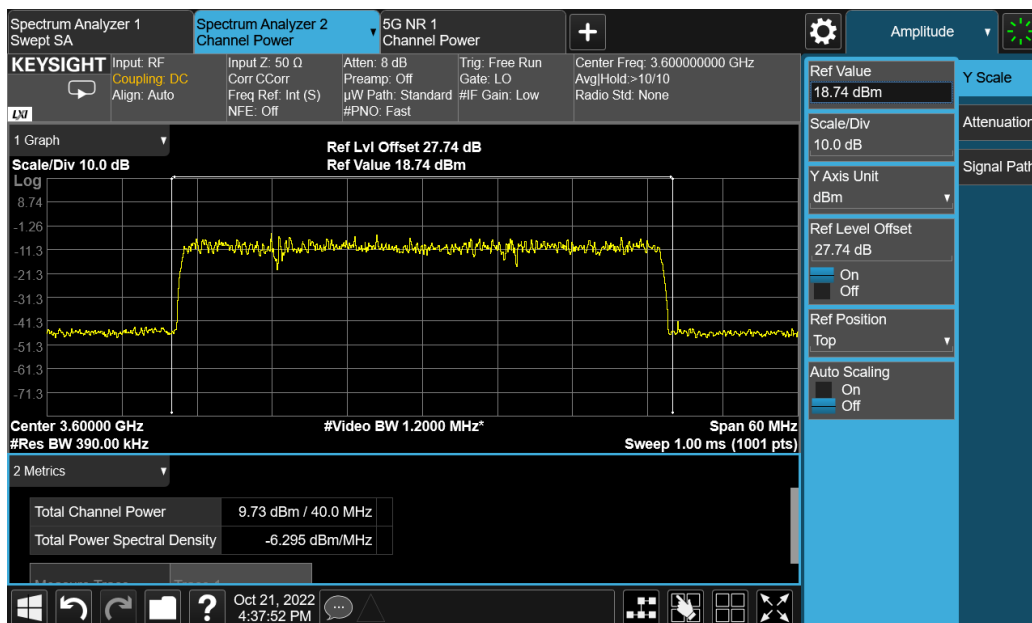 Spectrum Analyzer 1
Swept SA
Spectrum Analyzer 2
Channel Power
5G NR 1
Channel Power
Amplitude
KEYSIGHT
LXI
Input: RF
Coupling: DC
Align: Auto
Input Z: 50 Ω
Corr CCorr
Freq Ref: Int (S)
NFE: Off
Atten: 8 dB
Preamp: Off
µW Path: Standard
#PNO: Fast
Trig: Free Run
Gate: LO
#IF Gain: Low
Center Freq: 3.600000000 GHz
Avg|Hold:>10/10
Radio Std: None
1 Graph
Scale/Div 10.0 dB
Ref Lvl Offset 27.74 dB
Ref Value 18.74 dBm
Log
8.74
-1.26
-11.3
-21.3
-31.3
-41.3
-51.3
-61.3
-71.3
Center 3.60000 GHz
#Res BW 390.00 kHz
#Video BW 1.2000 MHz*
Span 60 MHz
Sweep 1.00 ms (1001 pts)
2 Metrics
Total Channel Power 9.73 dBm / 40.0 MHz
Total Power Spectral Density -6.295 dBm/MHz
?
Oct 21, 2022
4:37:52 PM
Ref Value
18.74 dBm
Scale/Div
10.0 dB
Y Axis Unit
dBm
Ref Level Offset
27.74 dB
On
Off
Ref Position
Top
Auto Scaling
On
Off
Y Scale
Attenuation
Signal Path